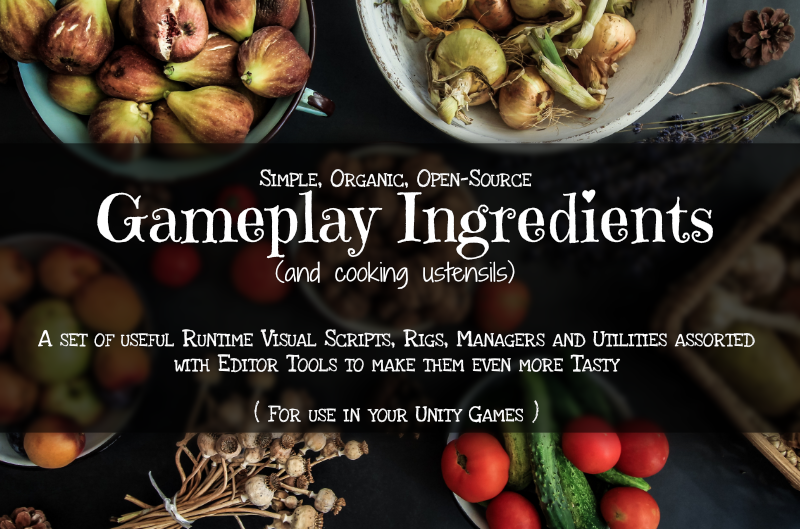 Simple, Organic, Open-Source
Gameplay Ingredients
(and cooking ustensils)
A set of useful Runtime Visual Scripts, Rigs, Managers and Utilities assorted
with Editor Tools to make them even more Tasty
( For use in your Unity Games )